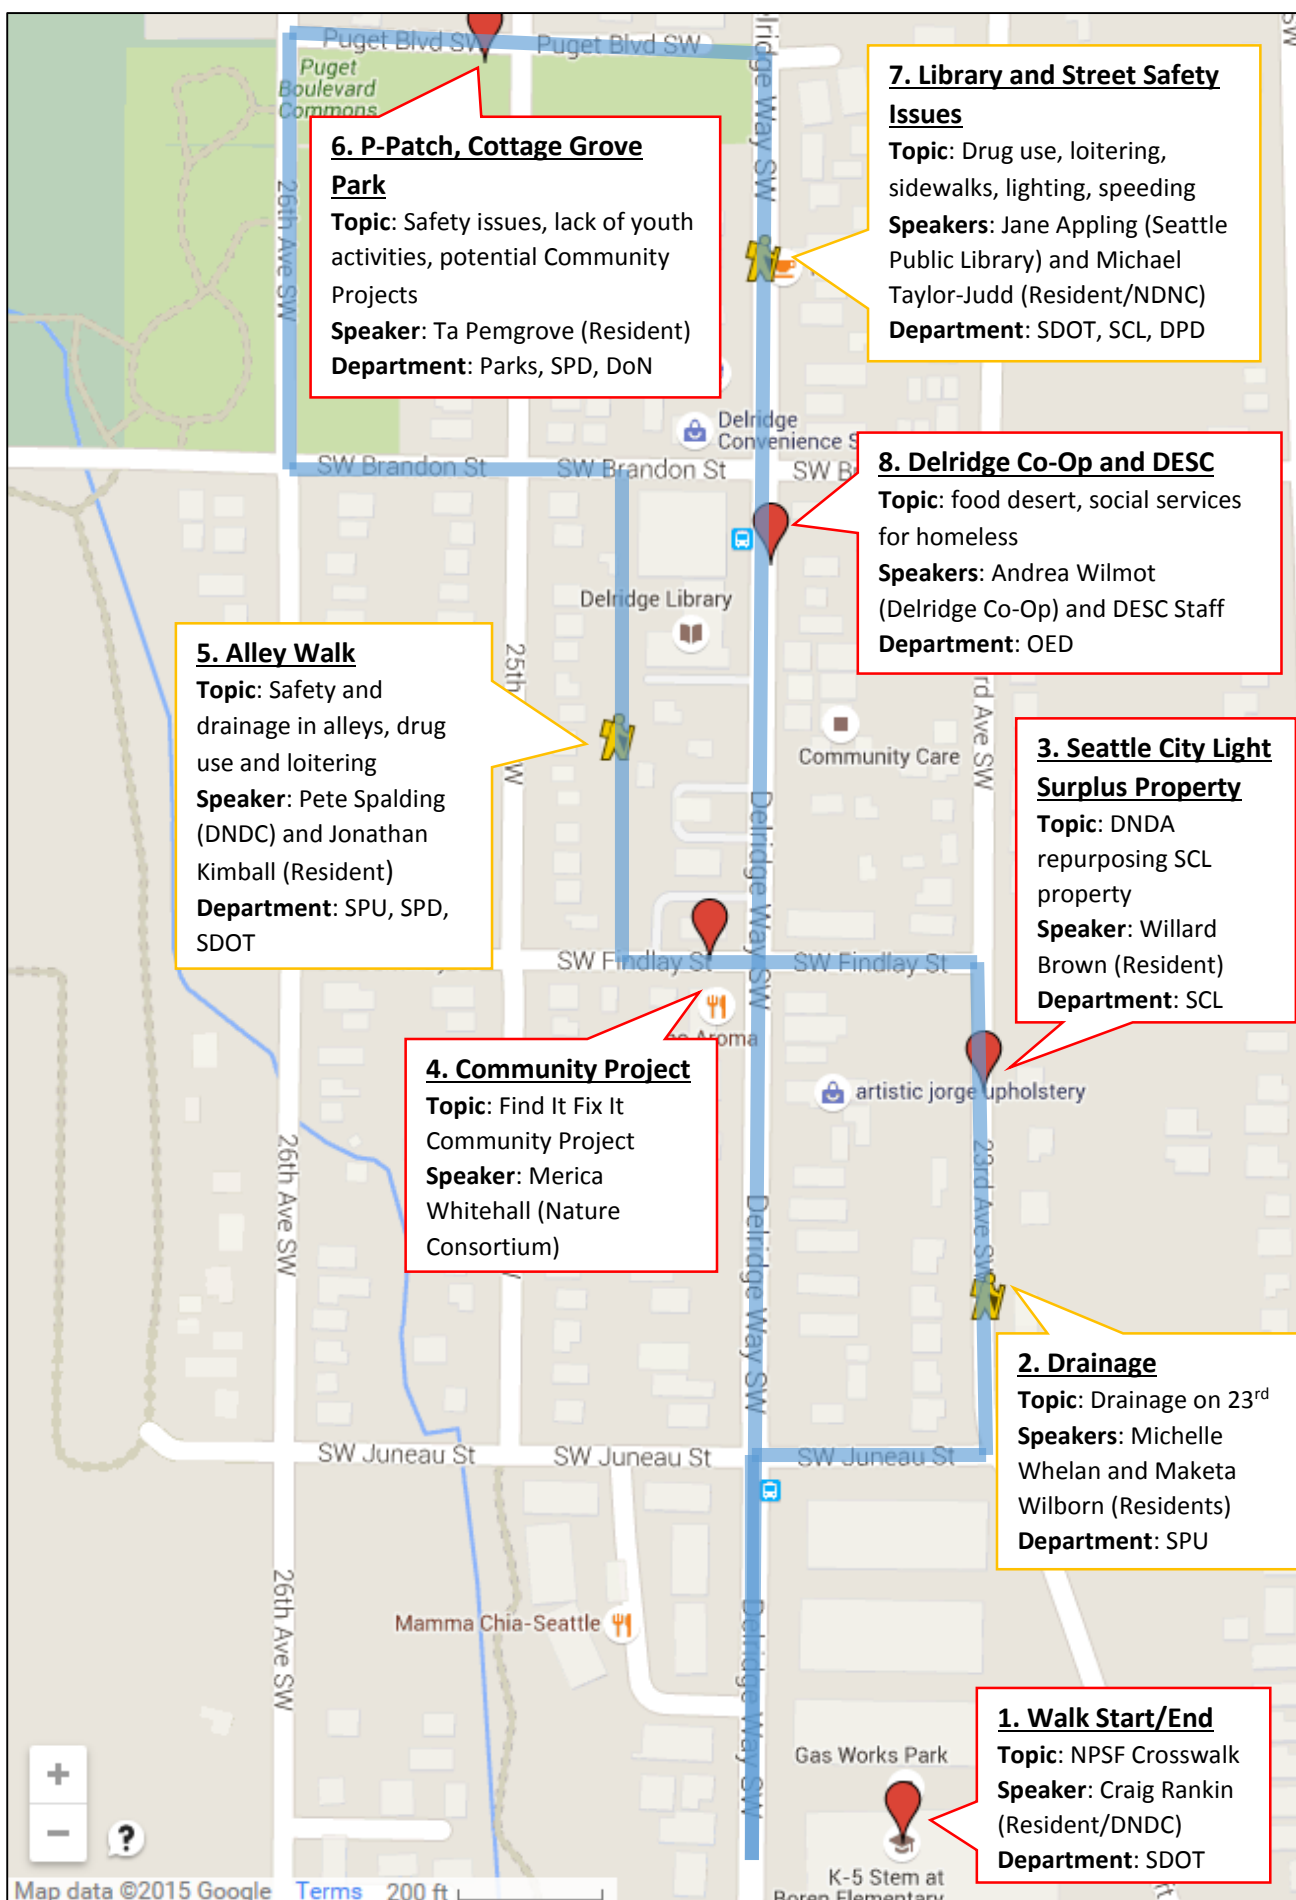 Puget Blvd SW
Puget Blvd SW
Puget
Boulevard
Commons
elridge Way SW
SW
7. Library and Street Safety
Issues
Topic: Drug use, loitering,
sidewalks, lighting, speeding
Speakers: Jane Appling (Seattle
Public Library) and Michael
Taylor-Judd (Resident/NDNC)
Department: SDOT, SCL, DPD
6. P-Patch, Cottage Grove
Park
Topic: Safety issues, lack of youth
activities, potential Community
Projects
Speaker: Ta Pemgrove (Resident)
Department: Parks, SPD, DoN
26th Ave SW
Delridge
Convenience S
SW Brandon St
SW Brandon St
SW B
8. Delridge Co-Op and DESC
Topic: food desert, social services
for homeless
Speakers: Andrea Wilmot
(Delridge Co-Op) and DESC Staff
Department: OED
Delridge Library
5. Alley Walk
Topic: Safety and
drainage in alleys, drug
use and loitering
Speaker: Pete Spalding
(DNDC) and Jonathan
Kimball (Resident)
Department: SPU, SPD,
SDOT
25th
W
rd Ave SW
Community Care
3. Seattle City Light
Surplus Property
Topic: DNDA
repurposing SCL
property
Speaker: Willard
Brown (Resident)
Department: SCL
Delridge Way SW
SW Findlay St
SW Findlay St
Aroma
artistic jorge upholstery
4. Community Project
Topic: Find It Fix It
Community Project
Speaker: Merica
Whitehall (Nature
Consortium)
26th Ave SW
W
23rd Ave SW
Delridge Way SW
2. Drainage
Topic: Drainage on 23rd
Speakers: Michelle
Whelan and Maketa
Wilborn (Residents)
Department: SPU
SW Juneau St
SW Juneau St
SW Juneau St
26th Ave SW
Mamma Chia-Seattle
Delridge Way SW
1. Walk Start/End
Topic: NPSF Crosswalk
Speaker: Craig Rankin
(Resident/DNDC)
Department: SDOT
Gas Works Park
K-5 Stem at
Boren Elementary
+
−
?
Map data ©2015 Google Terms 200 ft